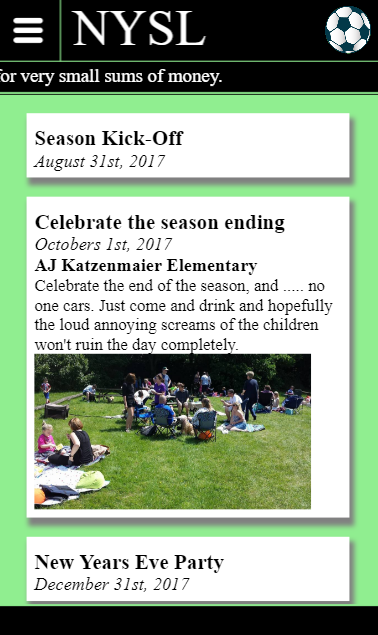 NYSL
for very small sums of money.
Season Kick-Off
August 31st, 2017
Celebrate the season ending
Octobers 1st, 2017
AJ Katzenmaier Elementary
Celebrate the end of the season, and ..... no
one cars. Just come and drink and hopefully
the loud annoying screams of the children
won't ruin the day completely.
New Years Eve Party
December 31st, 2017